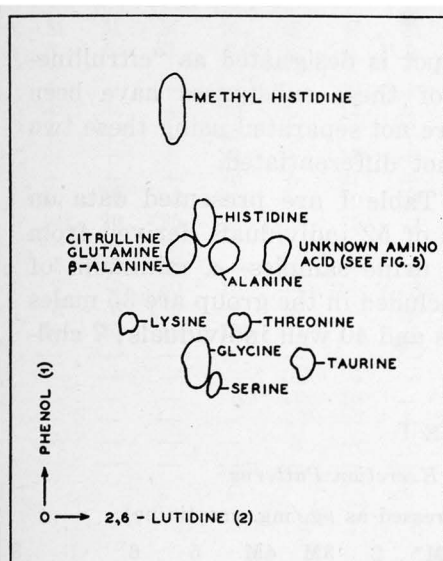 METHYL HISTIDINE
HISTIDINE
CITRULLINE
GLUTAMINE
β-ALANINE
ALANINE
UNKNOWN AMINO
ACID (SEE FIG. 5)
LYSINE
THREONINE
GLYCINE
TAURINE
SERINE
PHENOL (1)
O
2,6 - LUTIDINE (2)